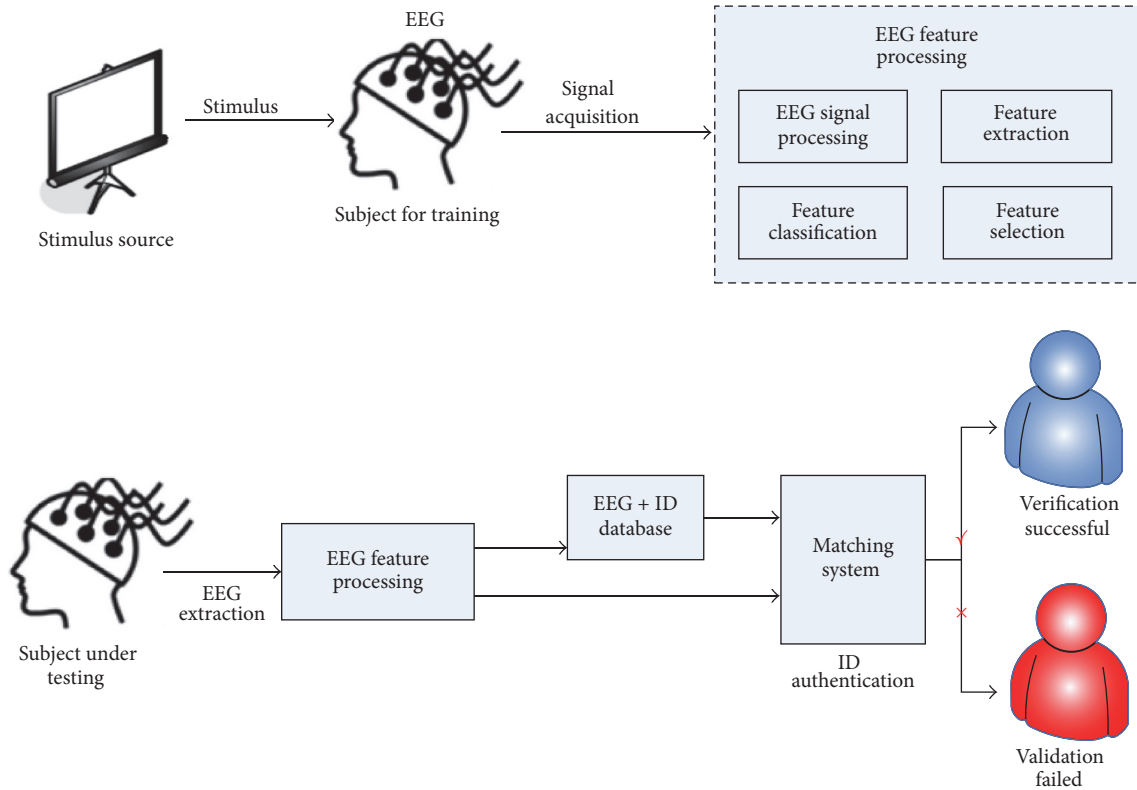 EEG
Stimulus
Signal
acquisition
Stimulus source
Subject for training
EEG feature
processing
EEG signal
processing
Feature
extraction
Feature
classification
Feature
selection
Subject under
testing
EEG
extraction
EEG feature
processing
EEG + ID
database
Matching
system
ID
authentication
Verification
successful
Validation
failed